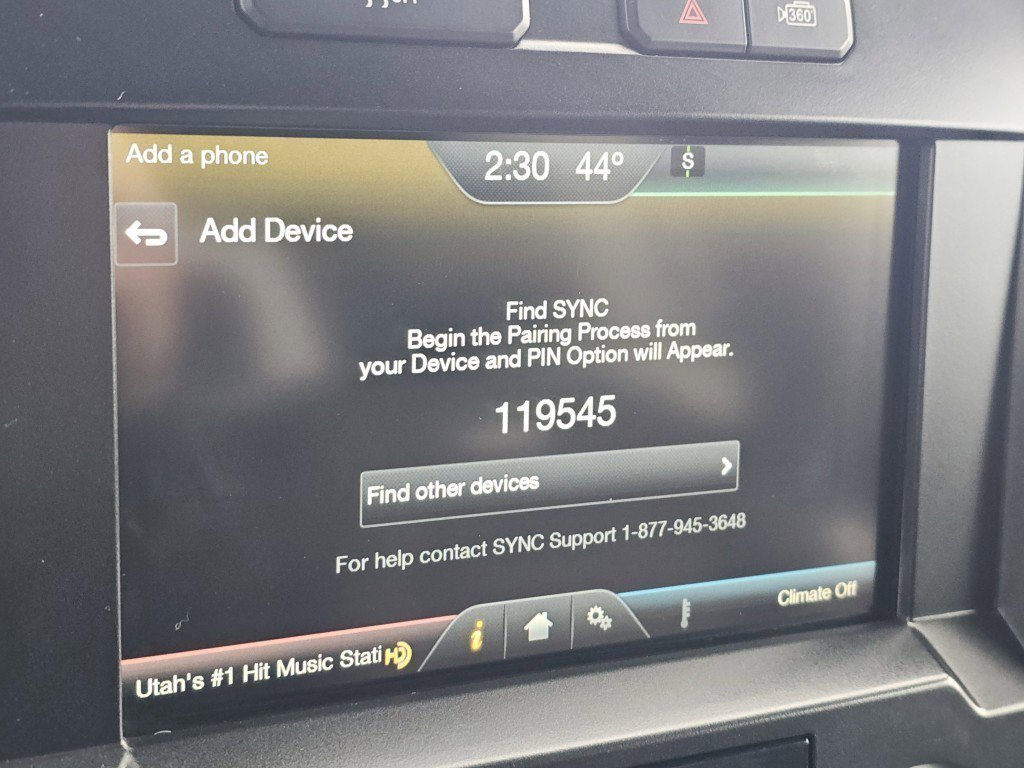 360°
Add a phone
2:30 44°
S
Add Device
Find SYNC
Begin the Pairing Process from
your Device and PIN Option will Appear.
119545
Find other devices
For help contact SYNC Support 1-877-945-3648
Utah's #1 Hit Music Stati
HD
i
Climate Off